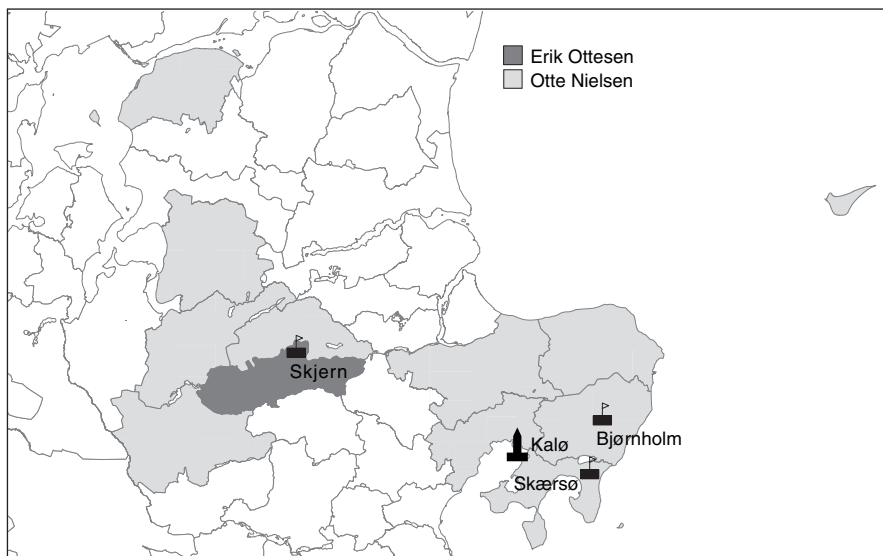 Erik Ottesen
Otte Nielsen
Skjern
Kalø
Bjørnholm
Skærsø